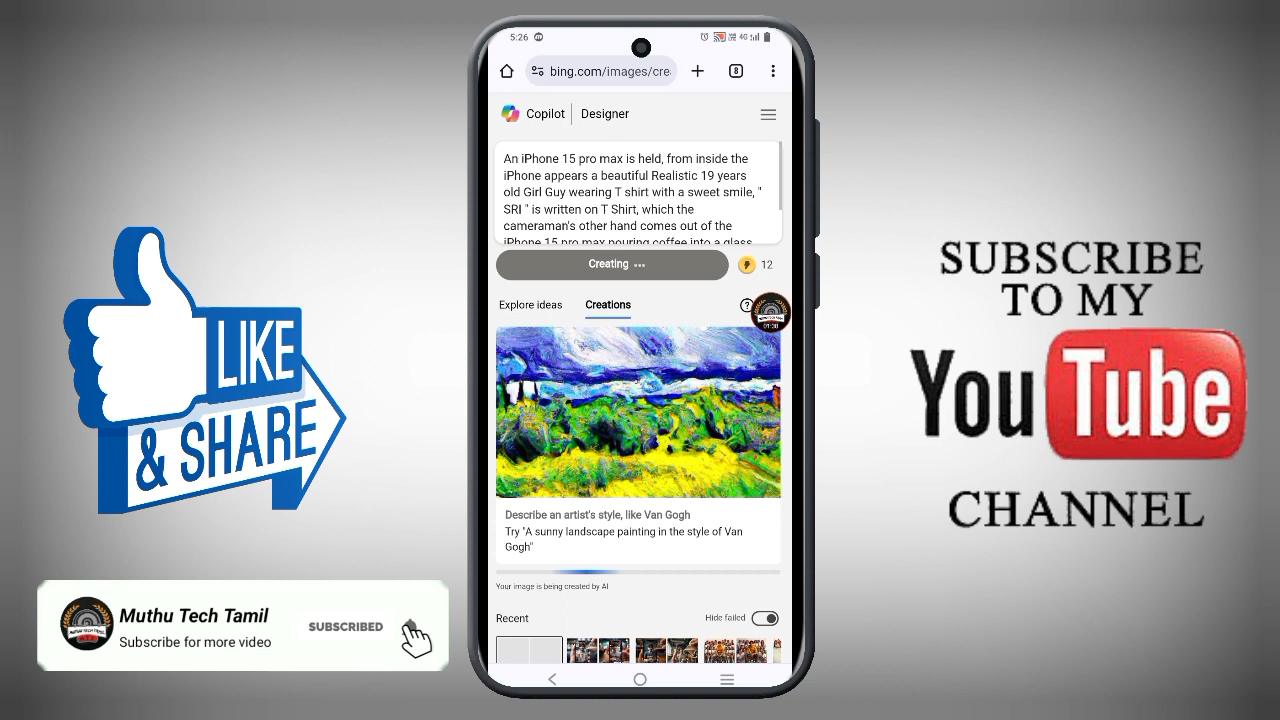 5:26
4G
bing.com/images/cre
8
Copilot | Designer
An iPhone 15 pro max is held, from inside the
iPhone appears a beautiful Realistic 19 years
old Girl Guy wearing T shirt with a sweet smile, "
SRI " is written on T Shirt, which the
cameraman's other hand comes out of the
iPhone 15 pro max pouring coffee into a glass
Creating ...
12
Explore ideas
Creations
?
01:30
Describe an artist's style, like Van Gogh
Try "A sunny landscape painting in the style of Van
Gogh"
Your image is being created by AI
Recent
Hide failed
LIKE
& SHARE
Muthu Tech Tamil
Subscribe for more video
SUBSCRIBED
SUBSCRIBE
TO MY
YouTube
CHANNEL